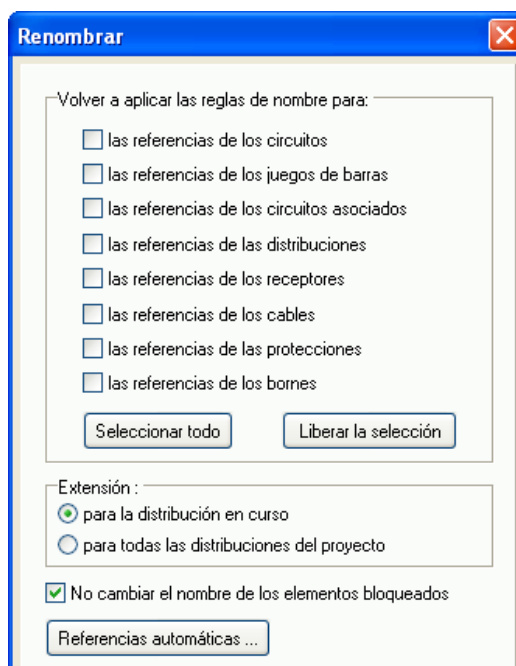 Renombrar
Volver a aplicar las reglas de nombre para:
las referencias de los circuitos
las referencias de los juegos de barras
las referencias de los circuitos asociados
las referencias de las distribuciones
las referencias de los receptores
las referencias de los cables
las referencias de las protecciones
las referencias de los bornes
Seleccionar todo Liberar la selección
Extensión :
para la distribución en curso
para todas las distribuciones del proyecto
No cambiar el nombre de los elementos bloqueados
Referencias automáticas ...